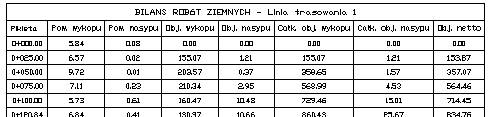 BILANS ROBÓT ZIEMNYCH - Linia trasowania 1
Pikieta Pow. wykopu Pow. nasypu Obj. wykopu Obj. nasypu Całk. obj. wykopu Całk. obj. nasypu Obj. netto
0+000.00 5.84 0.08 0.00 0.00 0.00 0.00 0.00
0+025.00 6.57 0.02 155.07 1.21 155.07 1.21 153.87
0+050.00 9.72 0.01 203.57 0.37 358.65 1.57 357.07
0+075.00 7.11 0.23 210.34 2.95 568.99 4.53 564.46
0+100.00 5.73 0.61 160.47 10.48 729.46 15.01 714.45
0+120.84 6.84 0.41 130.97 10.66 860.43 25.67 834.76